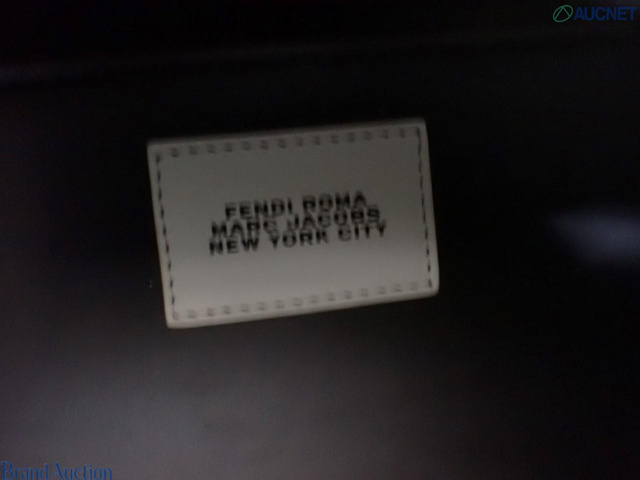 AUCNET
FENDI ROMA
MARC JACOBS
NEW YORK CITY
Brand Auction